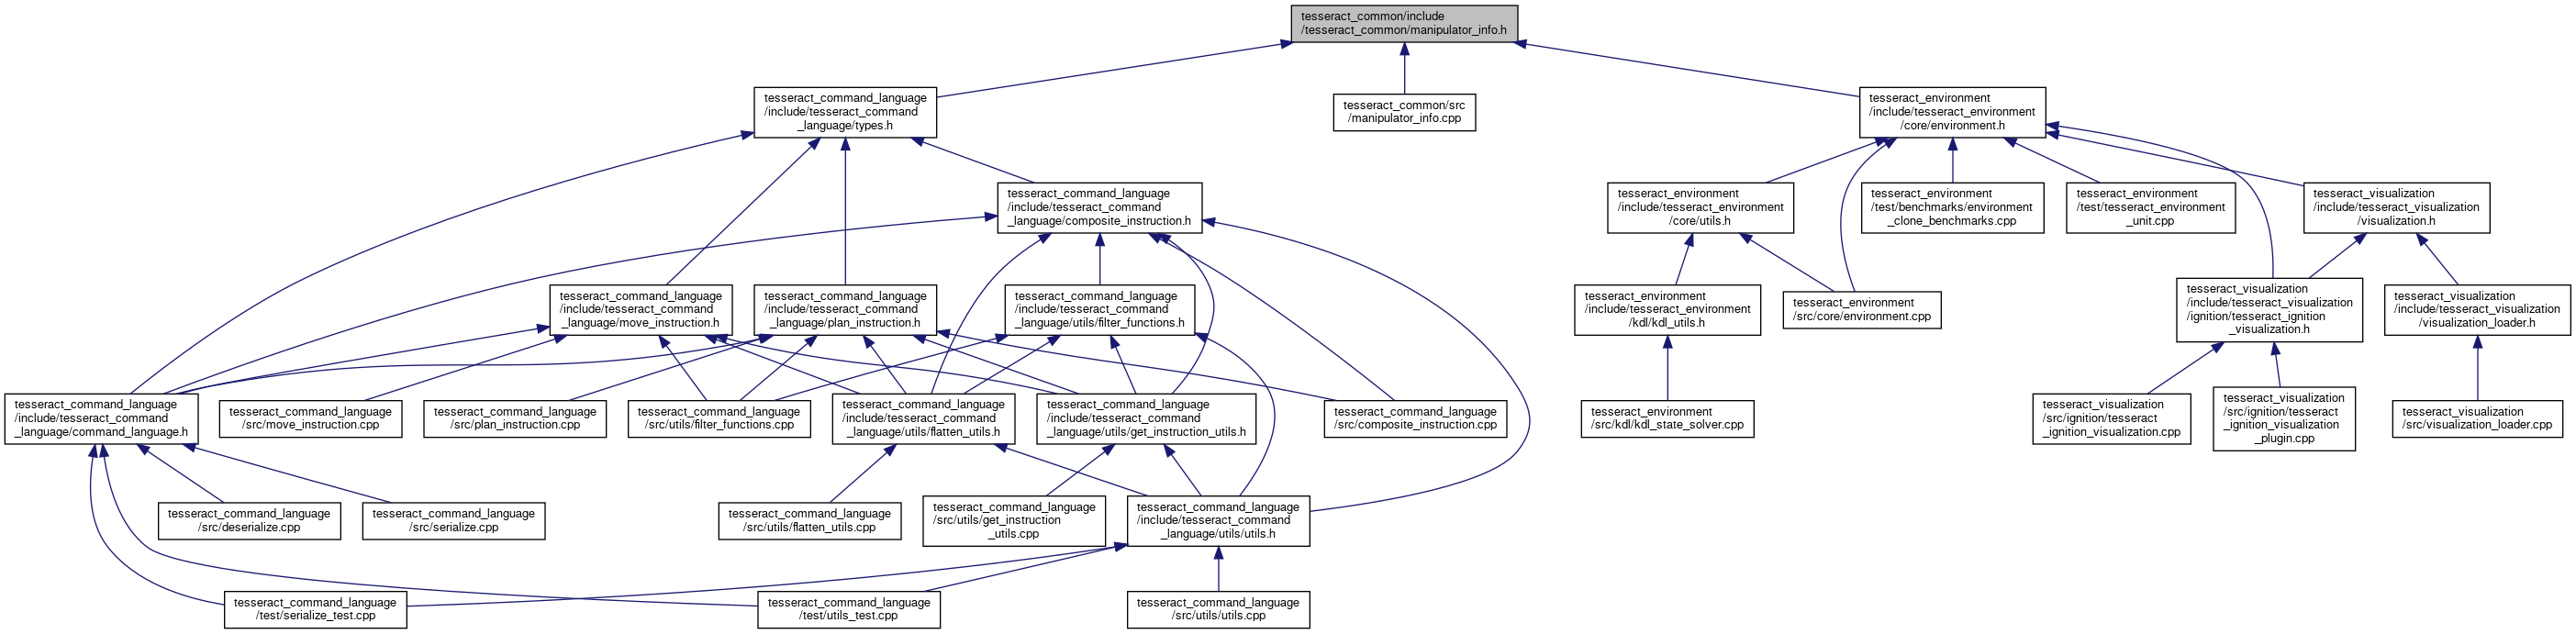 tesseract_common/include
/tesseract_common/manipulator_info.h
tesseract_command_language
/include/tesseract_command
_language/types.h
tesseract_common/src
/manipulator_info.cpp
tesseract_environment
/include/tesseract_environment
/core/environment.h
tesseract_command_language
/include/tesseract_command
_language/composite_instruction.h
tesseract_environment
/include/tesseract_environment
/core/utils.h
tesseract_environment
/test/benchmarks/environment
_clone_benchmarks.cpp
tesseract_environment
/test/tesseract_environment
_unit.cpp
tesseract_visualization
/include/tesseract_visualization
/visualization.h
tesseract_command_language
/include/tesseract_command
_language/move_instruction.h
tesseract_command_language
/include/tesseract_command
_language/plan_instruction.h
tesseract_command_language
/include/tesseract_command
_language/utils/filter_functions.h
tesseract_environment
/include/tesseract_environment
/kdl/kdl_utils.h
tesseract_environment
/src/core/environment.cpp
tesseract_visualization
/include/tesseract_visualization
/ignition/tesseract_ignition
_visualization.h
tesseract_visualization
/include/tesseract_visualization
/visualization_loader.h
tesseract_command_language
/include/tesseract_command
_language/command_language.h
tesseract_command_language
/src/move_instruction.cpp
tesseract_command_language
/src/plan_instruction.cpp
tesseract_command_language
/src/utils/filter_functions.cpp
tesseract_command_language
/include/tesseract_command
_language/utils/flatten_utils.h
tesseract_command_language
/include/tesseract_command
_language/utils/get_instruction_utils.h
tesseract_command_language
/src/composite_instruction.cpp
tesseract_environment
/src/kdl/kdl_state_solver.cpp
tesseract_visualization
/src/ignition/tesseract
_ignition_visualization.cpp
tesseract_visualization
/src/ignition/tesseract
_ignition_visualization
_plugin.cpp
tesseract_visualization
/src/visualization_loader.cpp
tesseract_command_language
/src/deserialize.cpp
tesseract_command_language
/src/serialize.cpp
tesseract_command_language
/src/utils/flatten_utils.cpp
tesseract_command_language
/src/utils/get_instruction
_utils.cpp
tesseract_command_language
/include/tesseract_command
_language/utils/utils.h
tesseract_command_language
/test/serialize_test.cpp
tesseract_command_language
/test/utils_test.cpp
tesseract_command_language
/src/utils/utils.cpp